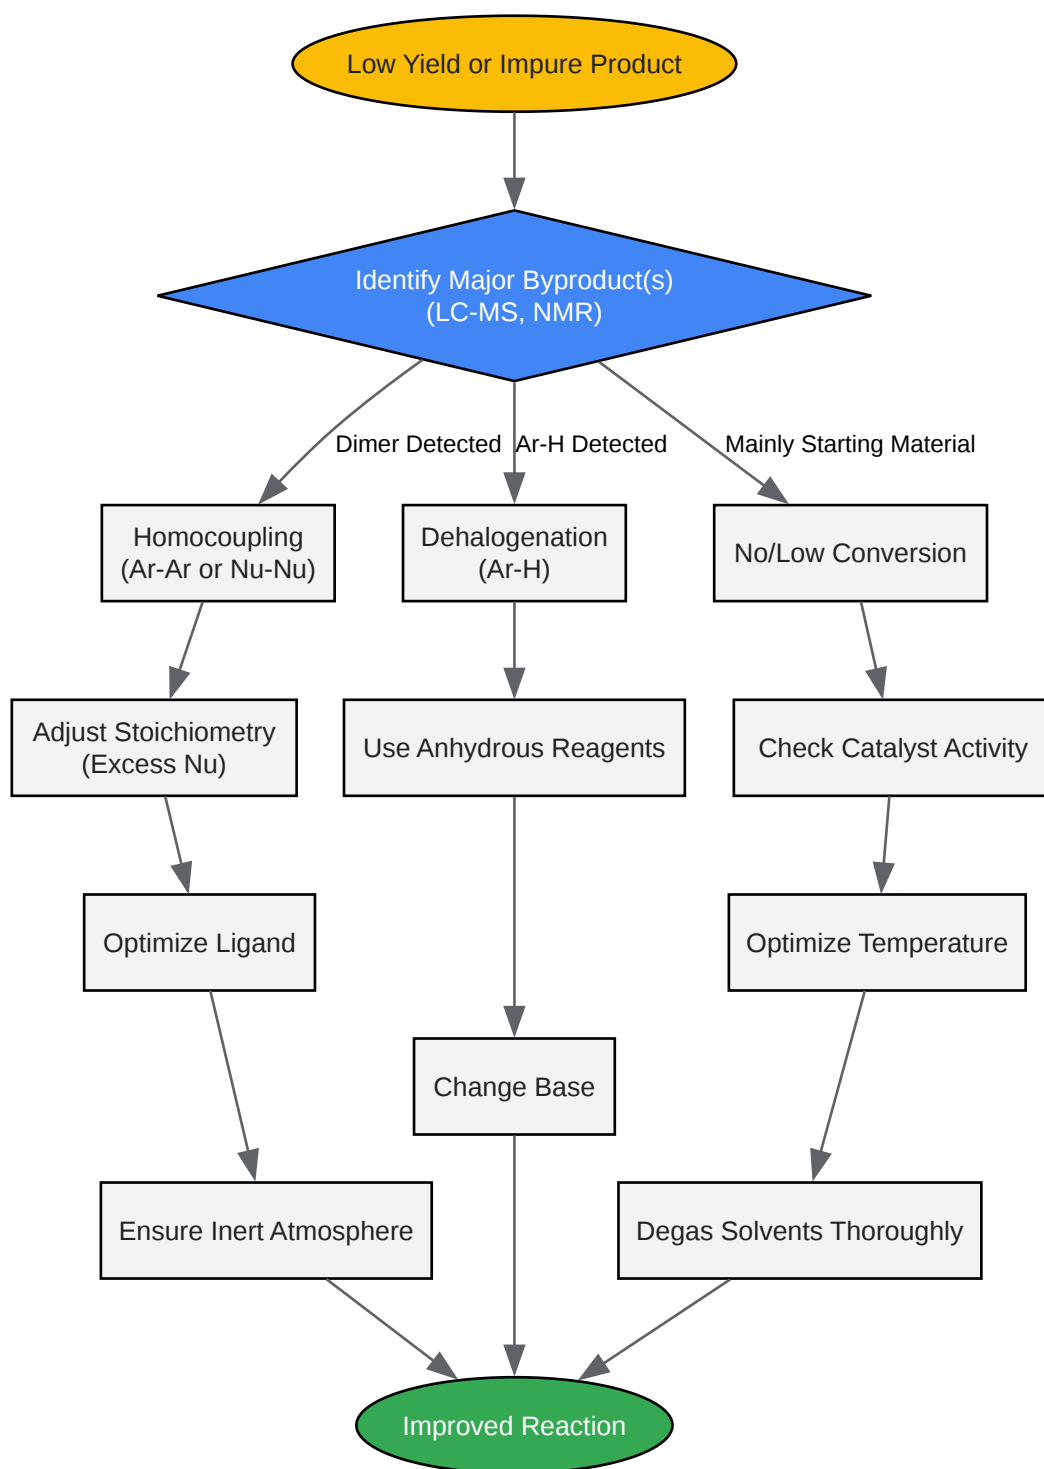 Low Yield or Impure Product
Identify Major Byproduct(s)
(LC-MS, NMR)
Dimer Detected
Ar-H Detected
Mainly Starting Material
Homocoupling
(Ar-Ar or Nu-Nu)
Dehalogenation
(Ar-H)
No/Low Conversion
Adjust Stoichiometry
(Excess Nu)
Use Anhydrous Reagents
Check Catalyst Activity
Optimize Ligand
Optimize Temperature
Change Base
Ensure Inert Atmosphere
Degas Solvents Thoroughly
Improved Reaction